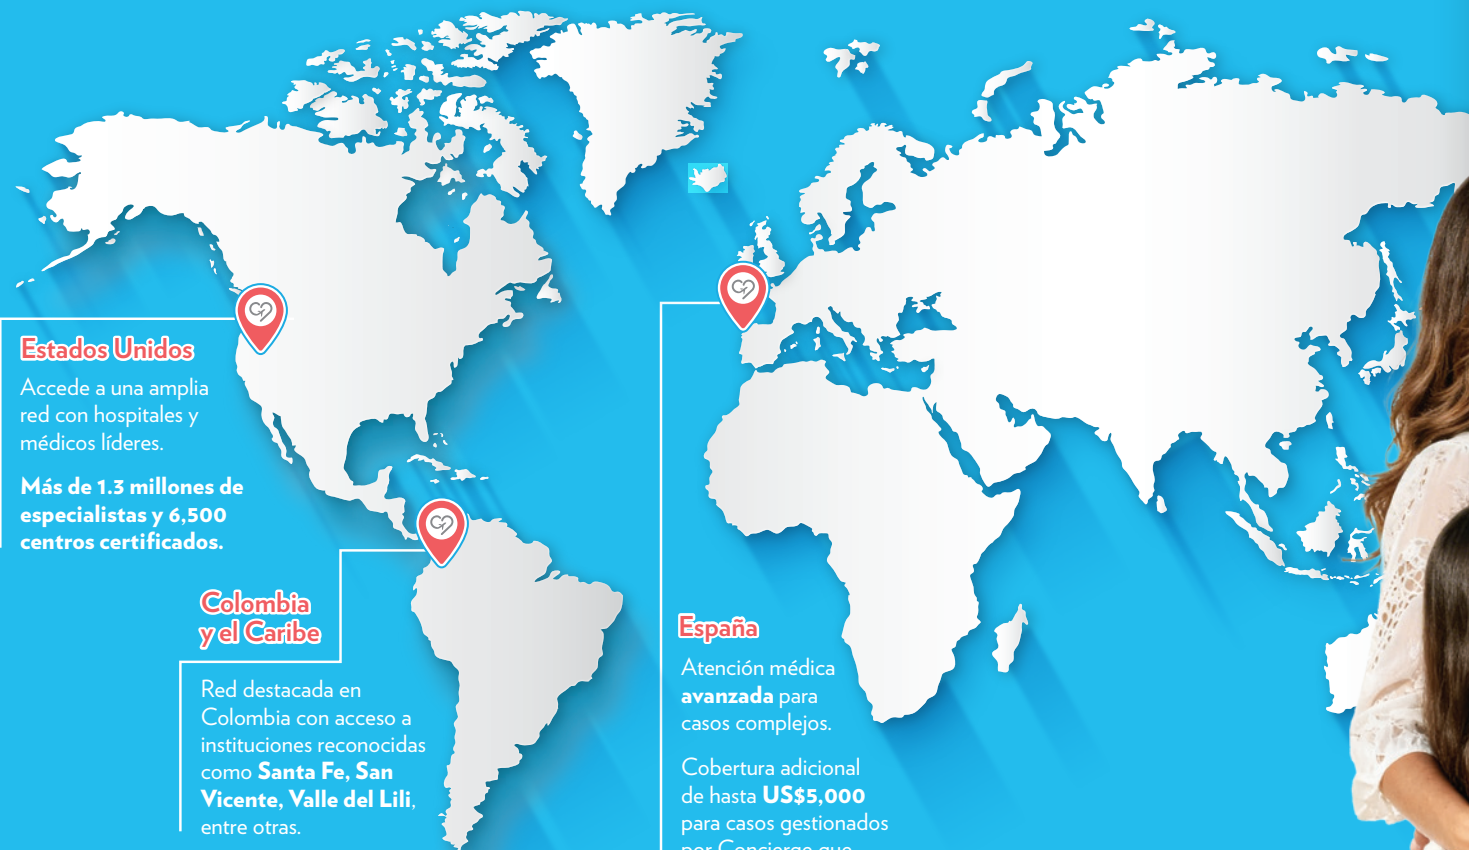 Estados Unidos
Accede a una amplia
red con hospitales y
médicos líderes.
Más de 1.3 millones de
especialistas y 6,500
centros certificados.
Colombia
y el Caribe
Red destacada en
Colombia con acceso a
instituciones reconocidas
como Santa Fe, San
Vicente, Valle del Lili,
entre otras.
España
Atención médica
avanzada para
casos complejos.
Cobertura adicional
de hasta US$5,000
para casos gestionados
por Concierge que